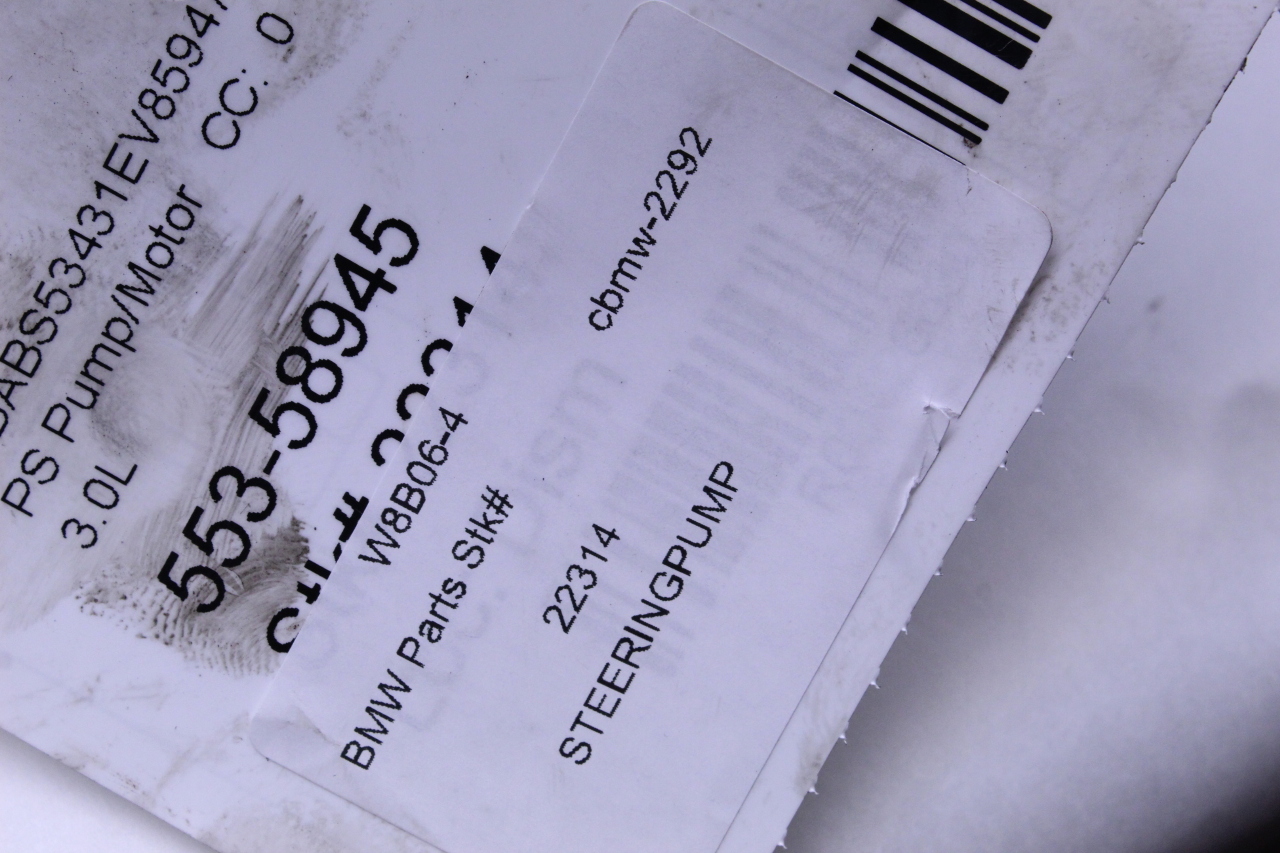 BABS53431EV8594
PS Pump/Motor CC: 0
3.0L
553-58945
W8B06-4
BMW Parts Stk#
cbmw-2292
22314
STEERINGPUMP